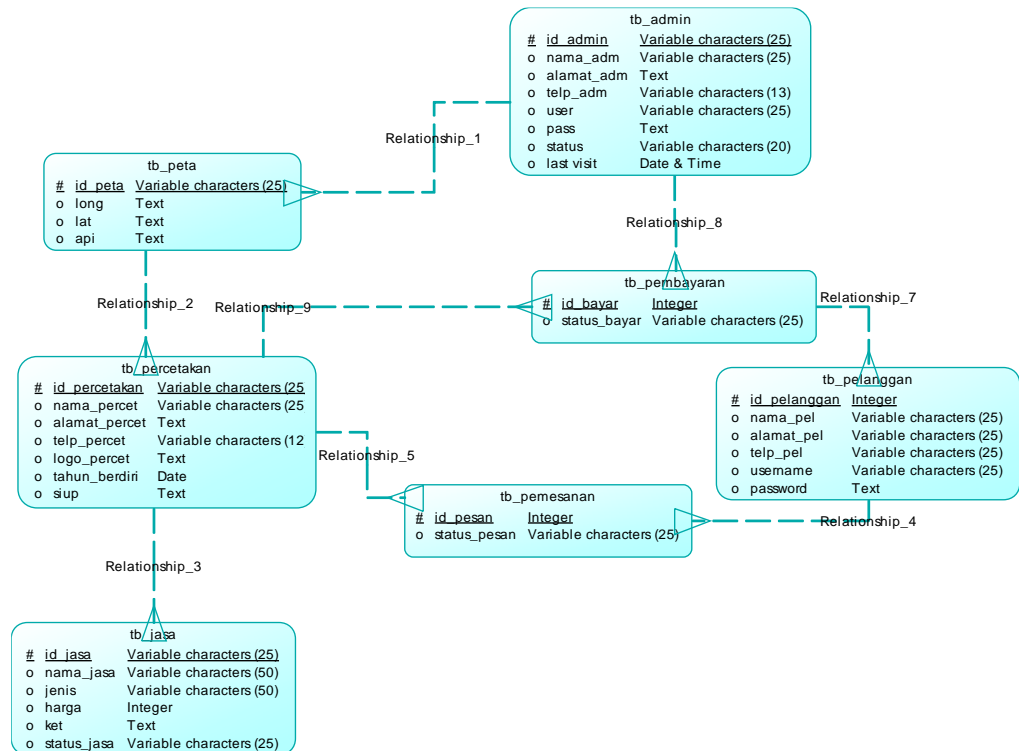 tb_admin
# id_admin Variable characters (25)
o nama_adm Variable characters (25)
o alamat_adm Text
o telp_adm Variable characters (13)
o user Variable characters (25)
o pass Text
o status Variable characters (20)
o last visit Date & Time
Relationship_1
tb_peta
# id_peta Variable characters (25)
o long Text
o lat Text
o api Text
Relationship_8
Relationship_2
Relationship_9
tb_pembayaran
# id_bayar Integer
o status_bayar Variable characters (25)
Relationship_7
tb_percetakan
# id_percetakan Variable characters (25
o nama_percet Variable characters (25
o alamat_percet Text
o telp_percet Variable characters (12
o logo_percet Text
o tahun_berdiri Date
o siup Text
tb_pelanggan
# id_pelanggan Integer
o nama_pel Variable characters (25)
o alamat_pel Variable characters (25)
o telp_pel Variable characters (25)
o username Variable characters (25)
o password Text
Relationship_5
tb_pemesanan
# id_pesan Integer
o status_pesan Variable characters (25)
Relationship_4
Relationship_3
tb_jasa
# id_jasa Variable characters (25)
o nama_jasa Variable characters (50)
o jenis Variable characters (50)
o harga Integer
o ket Text
o status_jasa Variable characters (25)